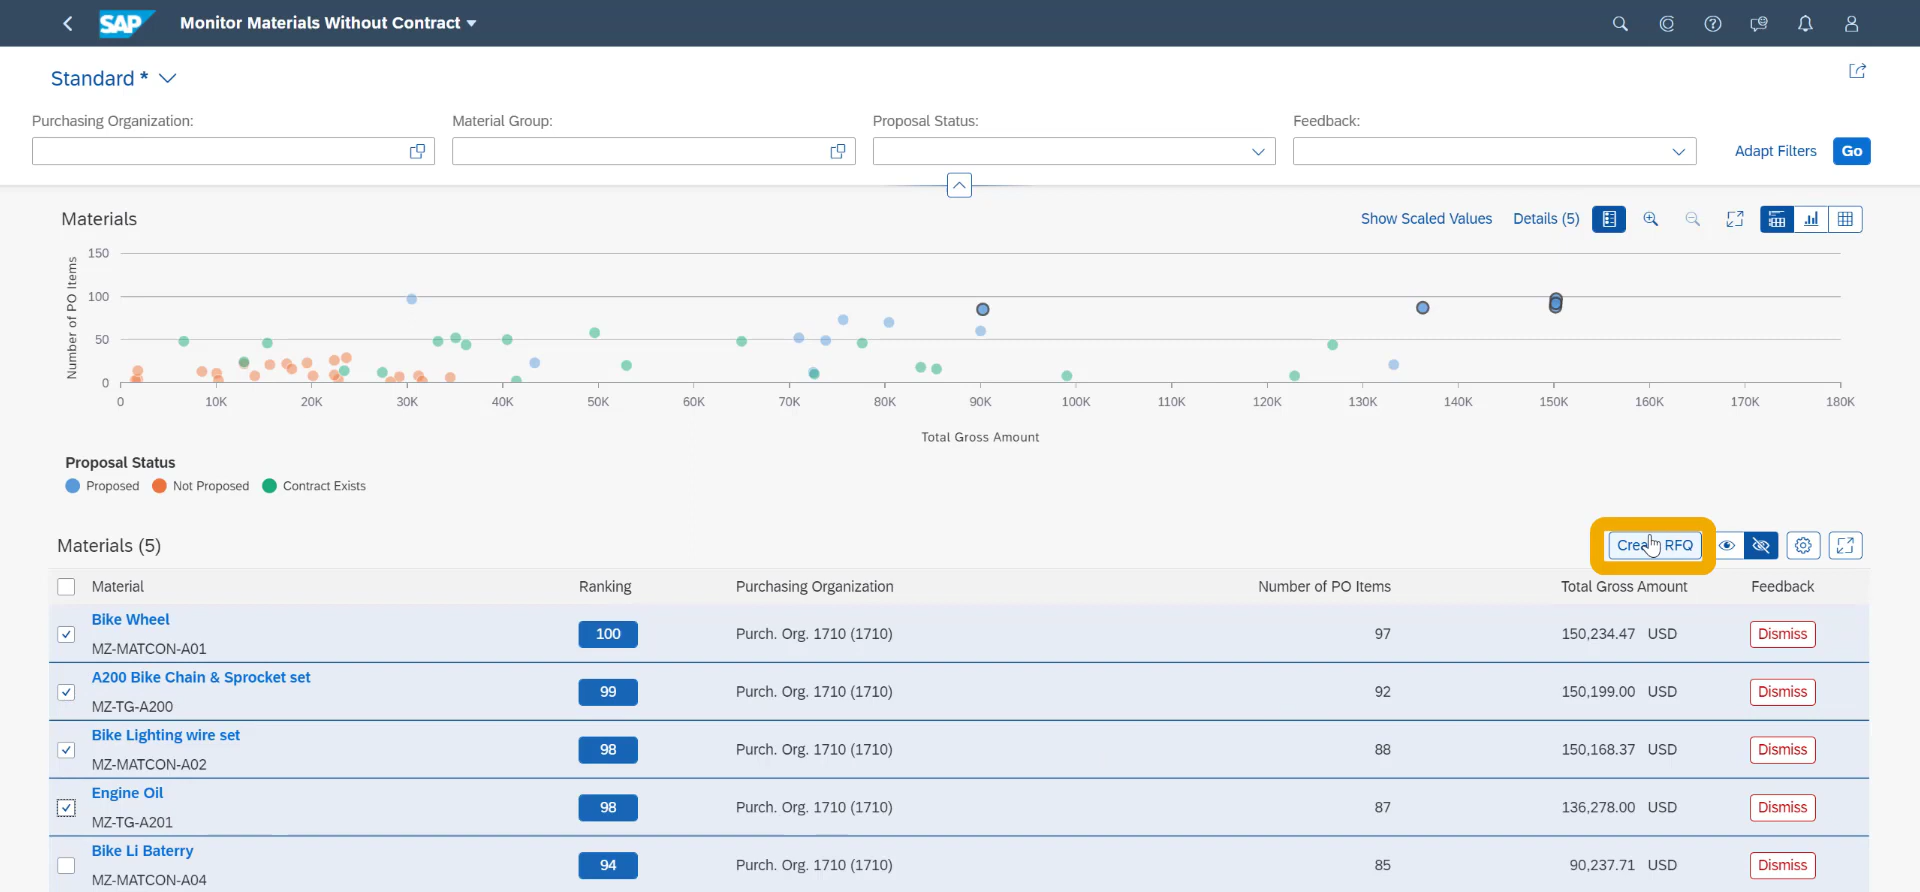 SAP Monitor Materials Without Contract
Standard *
Purchasing Organization: Material Group: Proposal Status: Feedback:
Adapt Filters Go
Materials Show Scaled Values Details (5)
Number of PO Items
150
100
50
0
0 10K 20K 30K 40K 50K 60K 70K 80K 90K 100K 110K 120K 130K 140K 150K 160K 170K 180K
Total Gross Amount
Proposal Status
Proposed Not Proposed Contract Exists
Materials (5) RFQ
Material Ranking Purchasing Organization Number of PO Items Total Gross Amount Feedback
Bike Wheel
MZ-MATCON-A01 100 Purch. Org. 1710 (1710) 97 150,234.47 USD Dismiss
A200 Bike Chain & Sprocket set
MZ-TG-A200 99 Purch. Org. 1710 (1710) 92 150,199.00 USD Dismiss
Bike Lighting wire set
MZ-MATCON-A02 98 Purch. Org. 1710 (1710) 88 150,168.37 USD Dismiss
Engine Oil
MZ-TG-A201 98 Purch. Org. 1710 (1710) 87 136,278.00 USD Dismiss
Bike Li Baterry
MZ-MATCON-A04 94 Purch. Org. 1710 (1710) 85 90,237.71 USD Dismiss